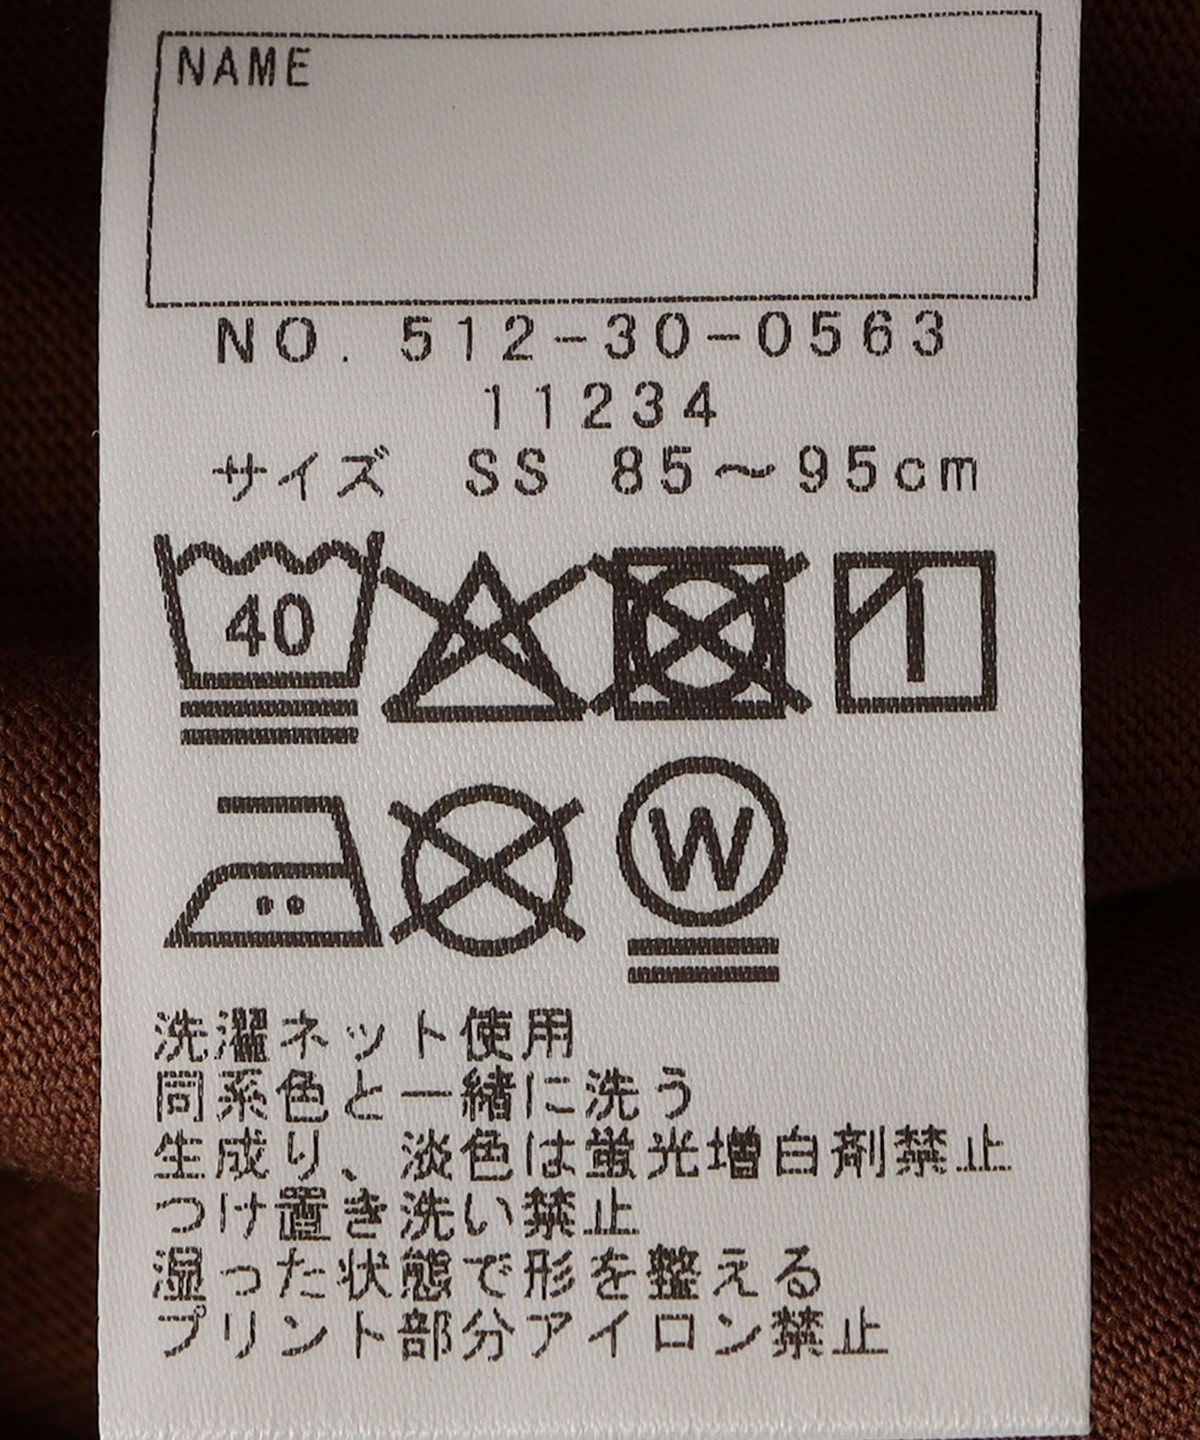 NAME
NO. 512-30-0563
11234
サイズ SS 85〜95cm
40
W
洗濯ネット使用
同系色と一緒に洗う
生成り、淡色は蛍光増白剤禁止
つけ置き洗い禁止
湿った状態で形を整える
プリント部分アイロン禁止